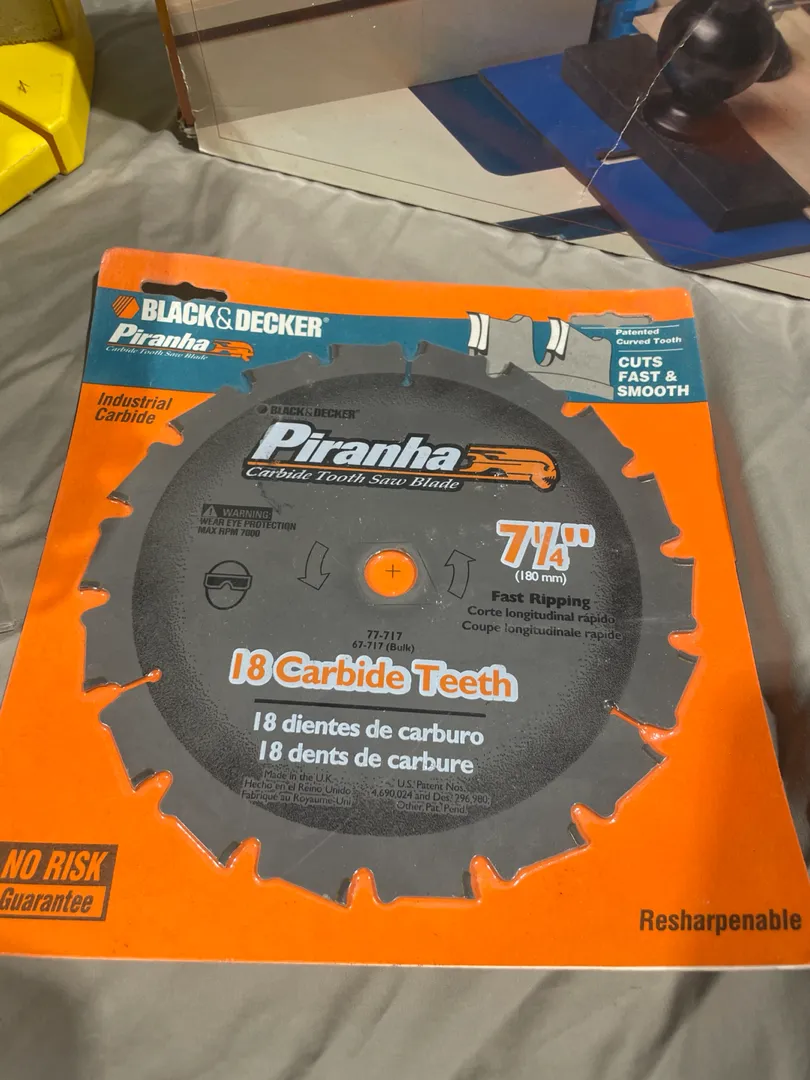 BLACK&DECKER®
Piranha
Carbide Tooth Saw Blade
Patented
Curved Tooth
CUTS
FAST &
SMOOTH
Industrial
Carbide
BLACK&DECKER™
Piranha
Carbide Tooth Saw Blade
WARNING
WEAR EYE PROTECTION
MAX RPM 7000
7 1/4"
(180 mm)
Fast Ripping
Corte longitudinal rápido
Coupe longitudinale rapide
77-717
67-717 (Bulk)
18 Carbide Teeth
18 dientes de carburo
18 dents de carbure
Made in the U.K.
Hecho en el Reino Unido
Fabriqué au Royaume-Uni
U.S. Patent Nos.
4,690,024 and Des. 296,980;
Other Pat. Pend.
NO RISK
Guarantee
Resharpenable